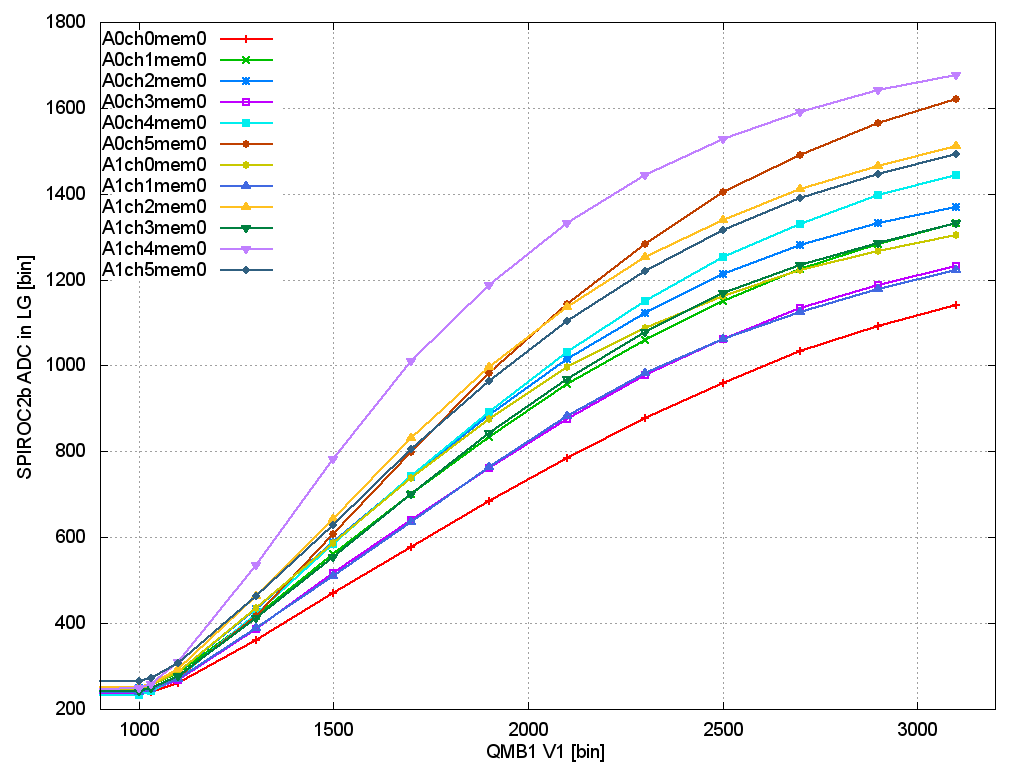 1800
1600
1400
1200
1000
800
600
400
200
SPIROC2b ADC in LG [bin]
A0ch0mem0
A0ch1mem0
A0ch2mem0
A0ch3mem0
A0ch4mem0
A0ch5mem0
A1ch0mem0
A1ch1mem0
A1ch2mem0
A1ch3mem0
A1ch4mem0
A1ch5mem0
1000 1500 2000 2500 3000
QMB1 V1 [bin]